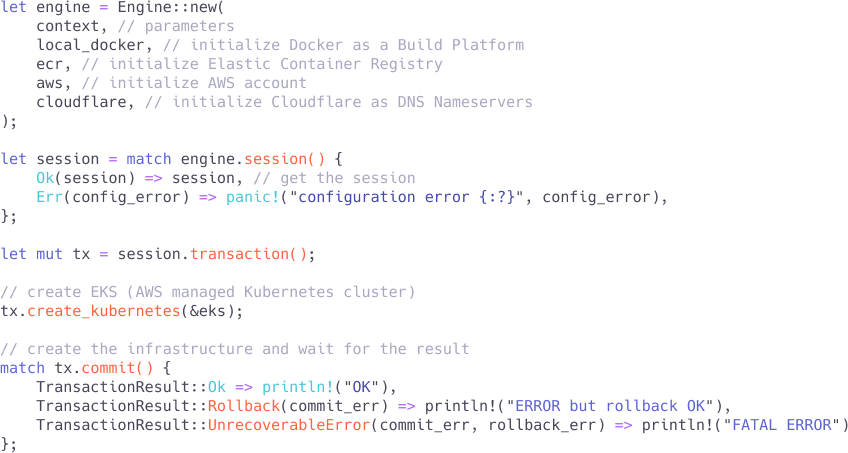 let engine = Engine::new(
    context, // parameters
    local_docker, // initialize Docker as a Build Platform
    ecr, // initialize Elastic Container Registry
    aws, // initialize AWS account
    cloudflare, // initialize Cloudflare as DNS Nameservers
);

let session = match engine.session() {
    Ok(session) => session, // get the session
    Err(config_error) => panic!("configuration error {:?}", config_error),
};

let mut tx = session.transaction();

// create EKS (AWS managed Kubernetes cluster)
tx.create_kubernetes(&eks);

// create the infrastructure and wait for the result
match tx.commit() {
    TransactionResult::Ok => println!("OK"),
    TransactionResult::Rollback(commit_err) => println!("ERROR but rollback OK"),
    TransactionResult::UnrecoverableError(commit_err, rollback_err) => println!("FATAL ERROR")
};